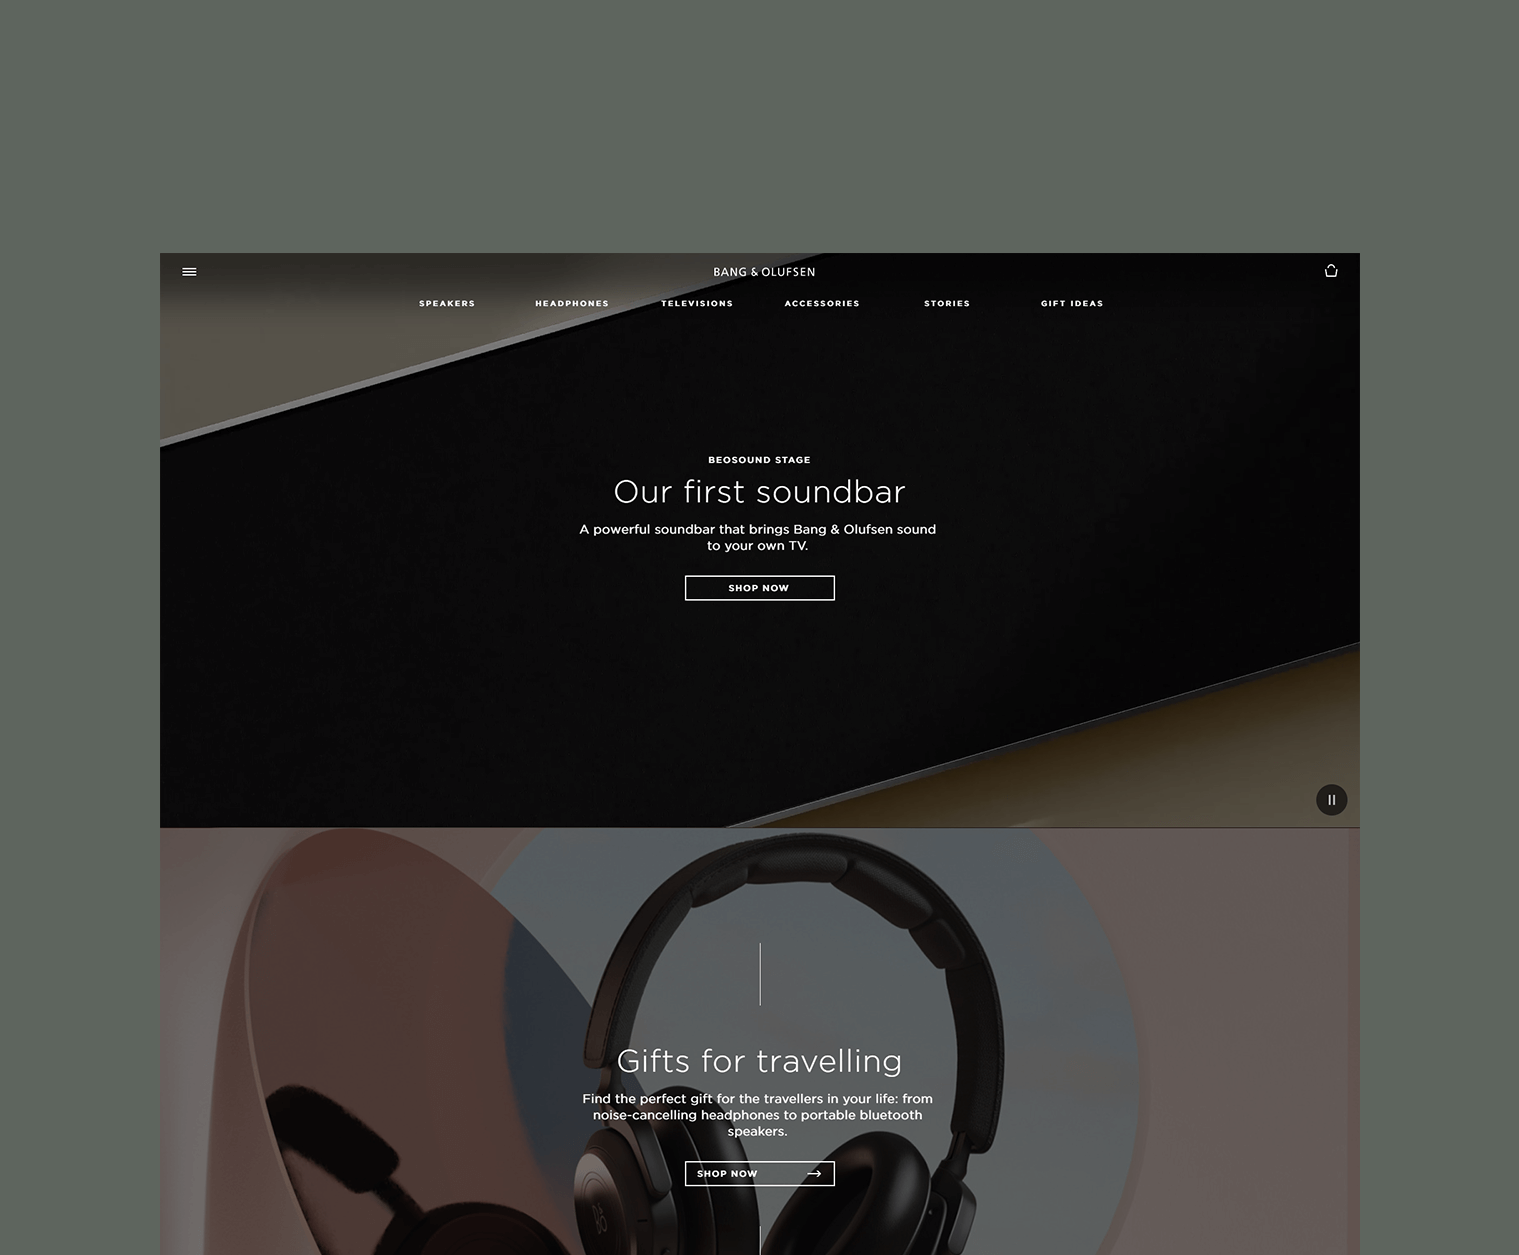 BANG & OLUFSEN
SPEAKERS HEADPHONES TELEVISIONS ACCESSORIES STORIES GIFT IDEAS
BEOSOUND STAGE
Our first soundbar
A powerful soundbar that brings Bang & Olufsen sound
to your own TV.
SHOP NOW
Gifts for travelling
Find the perfect gift for the travellers in your life: from
noise-cancelling headphones to portable bluetooth
speakers.
SHOP NOW
B&O